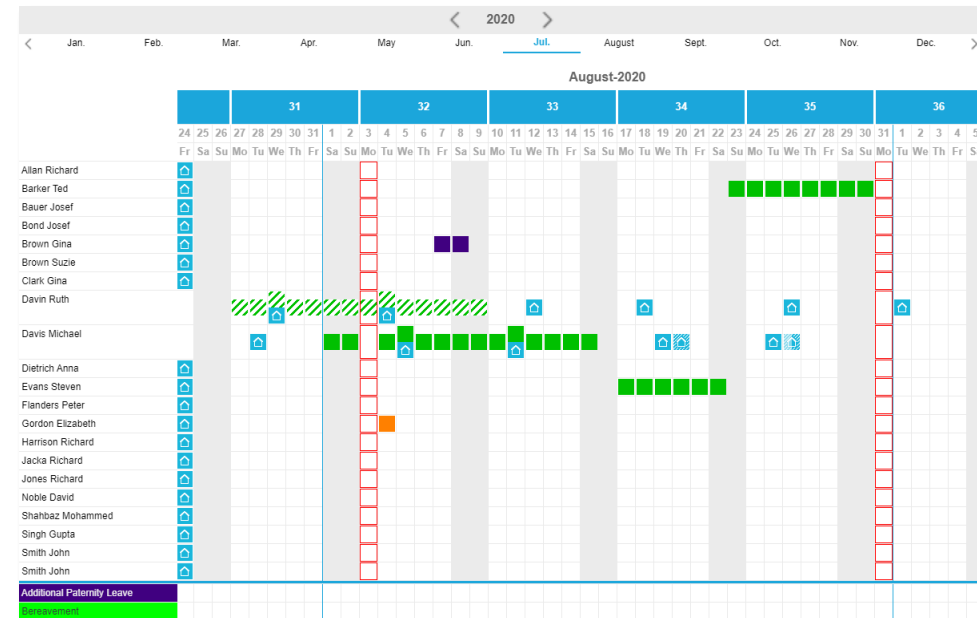 2020
Jan. Feb. Mar. Apr. May Jun. Jul. August Sept. Oct. Nov. Dec.
August-2020
31 32 33 34 35 36
24 25 26 27 28 29 30 31 1 2 3 4 5 6 7 8 9 10 11 12 13 14 15 16 17 18 19 20 21 22 23 24 25 26 27 28 29 30 31 1 2 3 4
Fr Sa Su Mo Tu We Th Fr Sa Su Mo Tu We Th Fr Sa Su Mo Tu We Th Fr Sa Su Mo Tu We Th Fr Sa Su Mo Tu We Th Fr Sa Su Mo Tu We Th Fr
Allan Richard
Barker Ted
Bauer Josef
Bond Josef
Brown Gina
Brown Suzie
Clark Gina
Davin Ruth
Davis Michael
Dietrich Anna
Evans Steven
Flanders Peter
Gordon Elizabeth
Harrison Richard
Jacka Richard
Jones Richard
Noble David
Shahbaz Mohammed
Singh Gupta
Smith John
Smith John
Additional Paternity Leave
Bereavement